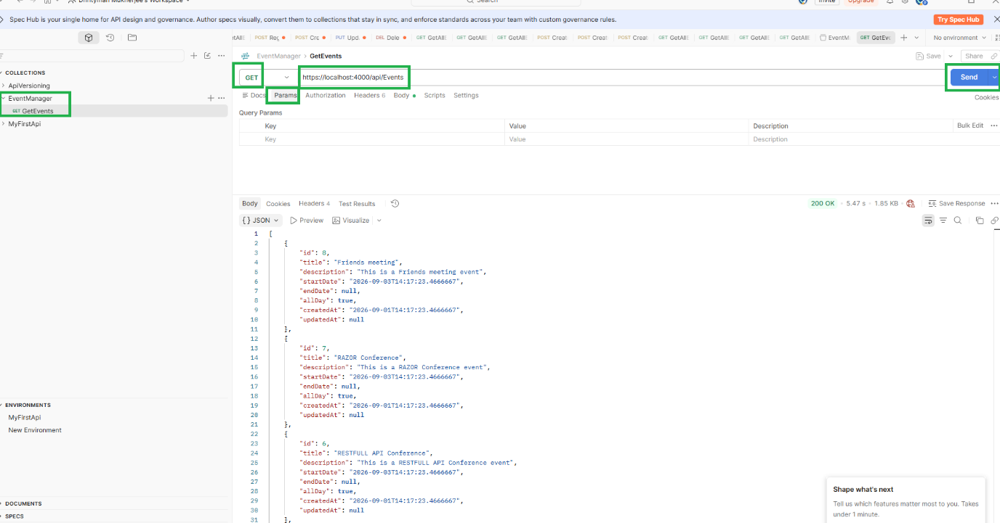 Drifityman Mukherjee's Workspace
Search
Invite
Upgrade
Spec Hub is your single home for API design and governance. Author specs visually, convert them to collections that stay in sync, and enforce standards across your team with custom governance rules.
Try Spec Hub
POST Cre
PUT Upd
DEL Dele
GET GetAllE
GET GetAllE
GET GetAllE
POST Creat
POST Creat
POST Creat
GET GetAllE
GET GetAllE
GET GetAllE
GET GetAllE
EventM
GET GetEve
No environment
COLLECTIONS
ApiVersioning
EventManager
GET GetEvents
MyFirstApi
EventManager > GetEvents
Save
Share
GET
https://localhost:4000/api/Events
Send
Docs Params Authorization Headers 6 Body Scripts Settings
Cookies
Query Params
Key Value Description Bulk Edit
Key Value Description
Body Cookies Headers 4 Test Results
200 OK • 5.47 s • 1.85 KB
Save Response
{ } JSON Preview Visualize
1 [
2 {
3 "id": 8,
4 "title": "Friends meeting",
5 "description": "This is a Friends meeting event",
6 "startDate": "2026-09-03T14:17:23.4666667",
7 "endDate": null,
8 "allDay": true,
9 "createdAt": "2026-09-01T14:17:23.4666667",
10 "updatedAt": null
11 },
12 {
13 "id": 7,
14 "title": "RAZOR Conference",
15 "description": "This is a RAZOR Conference event",
16 "startDate": "2026-09-03T14:17:23.4666667",
17 "endDate": null,
18 "allDay": true,
19 "createdAt": "2026-09-01T14:17:23.4666667",
20 "updatedAt": null
21 },
22 {
23 "id": 6,
24 "title": "RESTFULL API Conference",
25 "description": "This is a RESTFULL API Conference event",
26 "startDate": "2026-09-03T14:17:23.4666667",
27 "endDate": null,
28 "allDay": true,
29 "createdAt": "2026-09-01T14:17:23.4666667",
30 "updatedAt": null
31 },
ENVIRONMENTS
MyFirstApi
New Environment
DOCUMENTS
SPECS
Shape what's next
Tell us which features matter most to you. Takes
under 1 minute.